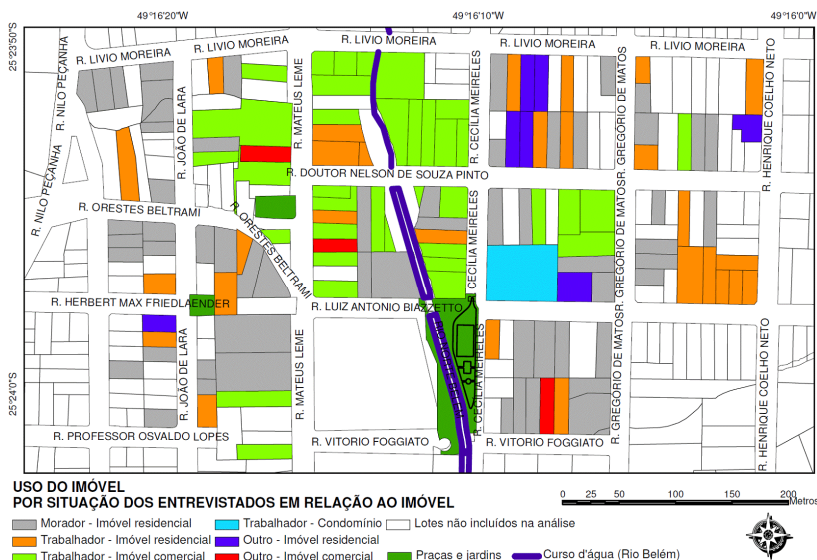 49°16'20"W
49°16'10"W
49°16'0"W
25°23'50"S
25°24'0"S
R. LIVIO MOREIRA
R. LIVIO MOREIRA
R. LIVIO MOREIRA
R. LIVIO MOREIRA
R. LIVIO MOREIRA
R. NILO PEÇANHA
R. NILO PEÇANHA
R. JOÃO DE LARA
R. MATEUS LEME
R. CECILIA MEIRELES
R. GREGÓRIO DE MATOS
R. HENRIQUE COELHO NETO
R. DOUTOR NELSON DE SOUZA PINTO
R. ORESTES BELTRAMI
R. ORESTES BELTRAMI
R. CECILIA MEIRELES
R. GREGÓRIO DE MATOS
R. HERBERT MAX FRIEDLAENDER
R. LUIZ ANTONIO BIAZZETTO
R. JOÃO DE LARA
R. MATEUS LEME
R. CECILIA MEIRELES
R. GREGÓRIO DE MATOS
R. HENRIQUE COELHO NETO
R. PROFESSOR OSVALDO LOPES
R. VITORIO FOGGIATO
R. VITORIO FOGGIATO
USO DO IMÓVEL
POR SITUAÇÃO DOS ENTREVISTADOS EM RELAÇÃO AO IMÓVEL
0 25 50 100 150 200
Metros
Morador - Imóvel residencial
Trabalhador - Condomínio
Lotes não incluídos na análise
Trabalhador - Imóvel residencial
Outro - Imóvel residencial
Trabalhador - Imóvel comercial
Outro - Imóvel comercial
Praças e jardins
Curso d'água (Rio Belém)